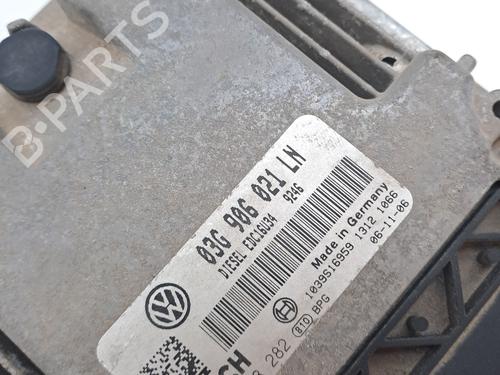 B-PARTS
03G 906 021 LN
DIESEL EDC16U34 9246
Made in Germany
1039S16959 1312 1066
06-11-06
282 810 BPG